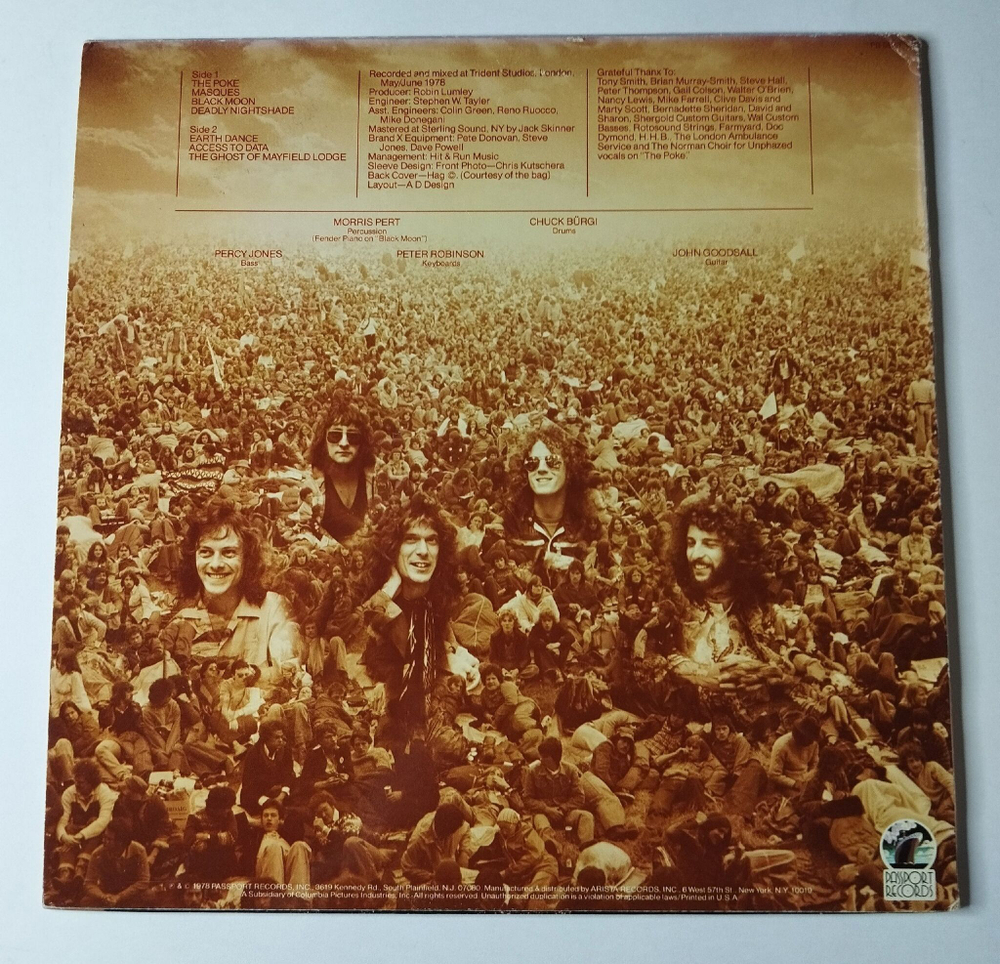 Side 1
THE POKE
MASQUES
BLACK MOON
DEADLY NIGHTSHADE
Side 2
EARTH DANCE
ACCESS TO DATA
THE GHOST OF MAYFIELD LODGE
Recorded and mixed at Trident Studios, London,
May/June 1978
Producer: Robin Lumley
Engineer: Stephen W. Tayler
Asst. Engineers: Colin Green, Reno Ruocco,
Mike Donegani
Mastered at Sterling Sound, NY by Jack Skinner
Brand X Equipment: Pete Donovan, Steve
Jones, Dave Powell
Management: Hit & Run Music
Sleeve Design: Front Photo—Chris Kutschera
Back Cover—Hag ©. (Courtesy of the bag)
Layout—A D Design
Grateful Thanx To:
Tony Smith, Brian Murray-Smith, Steve Hall,
Peter Thompson, Gail Colson, Walter O'Brien,
Nancy Lewis, Mike Farrell, Clive Davis and
Marty Scott, Bernadette Sheridan, David and
Sharon, Shergold Custom Guitars, Wal Custom
Basses, Rotosound Strings, Farmyard, Doc
Dymond, H.H.B., The London Ambulance
Service and The Norman Choir for Unphazed
vocals on "The Poke."
MORRIS PERT
Percussion
[Fender Piano on "Black Moon"]
CHUCK BÜRGI
Drums
PERCY JONES
Bass
PETER ROBINSON
Keyboards
JOHN GOODSALL
Guitar
℗ & © 1978 PASSPORT RECORDS, INC., 3619 Kennedy Rd., South Plainfield, N.J. 07080 Manufactured & distributed by ARISTA RECORDS, INC., 6 West 57th St., New York, N.Y. 10019
A Subsidiary of Columbia Pictures Industries, Inc. All rights reserved. Unauthorized duplication is a violation of applicable laws/Printed in U.S.A.
PASSPORT
RECORDS